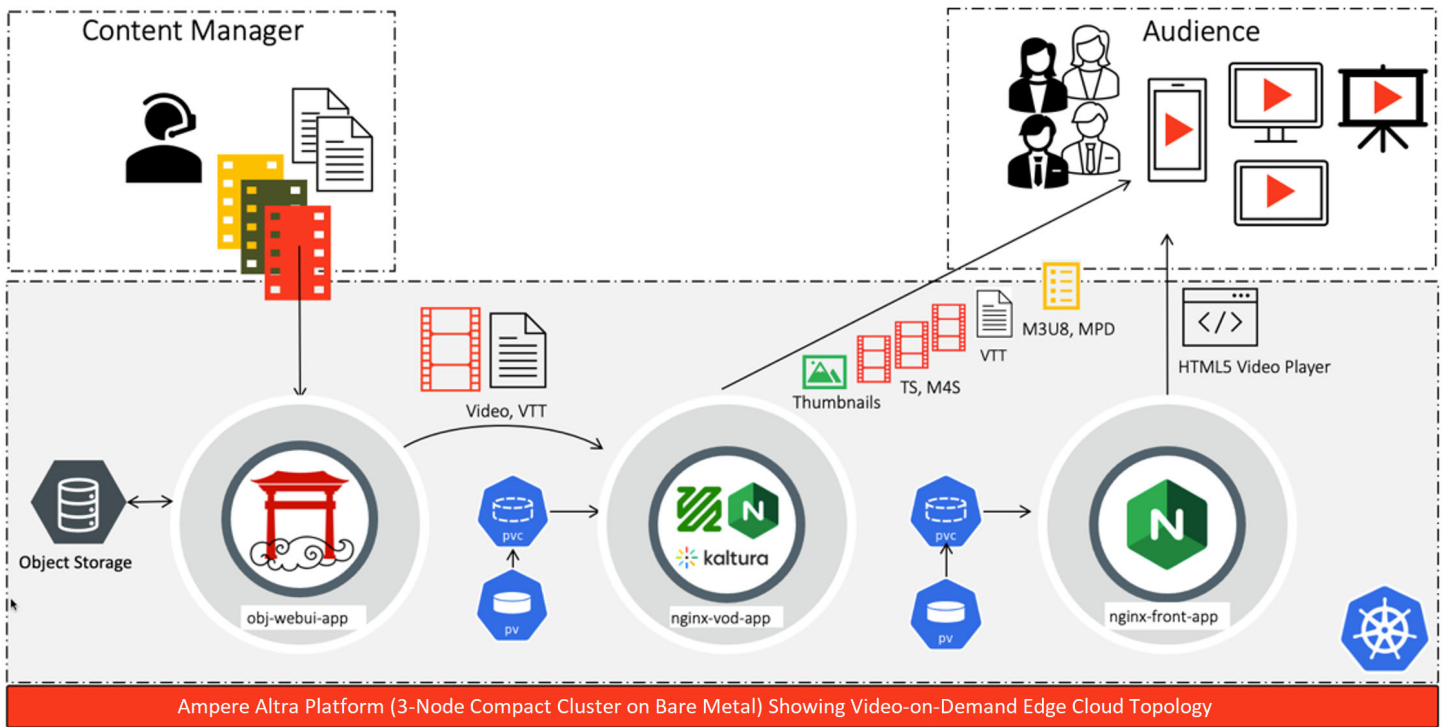 Content Manager
Audience
Video, VTT
Thumbnails
TS, M4S
VTT
M3U8, MPD
</>
HTML5 Video Player
Object Storage
obj-webui-app
pvc
pv
N
kaltura
nginx-vod-app
pvc
pv
N
nginx-front-app
Ampere Altra Platform (3-Node Compact Cluster on Bare Metal) Showing Video-on-Demand Edge Cloud Topology